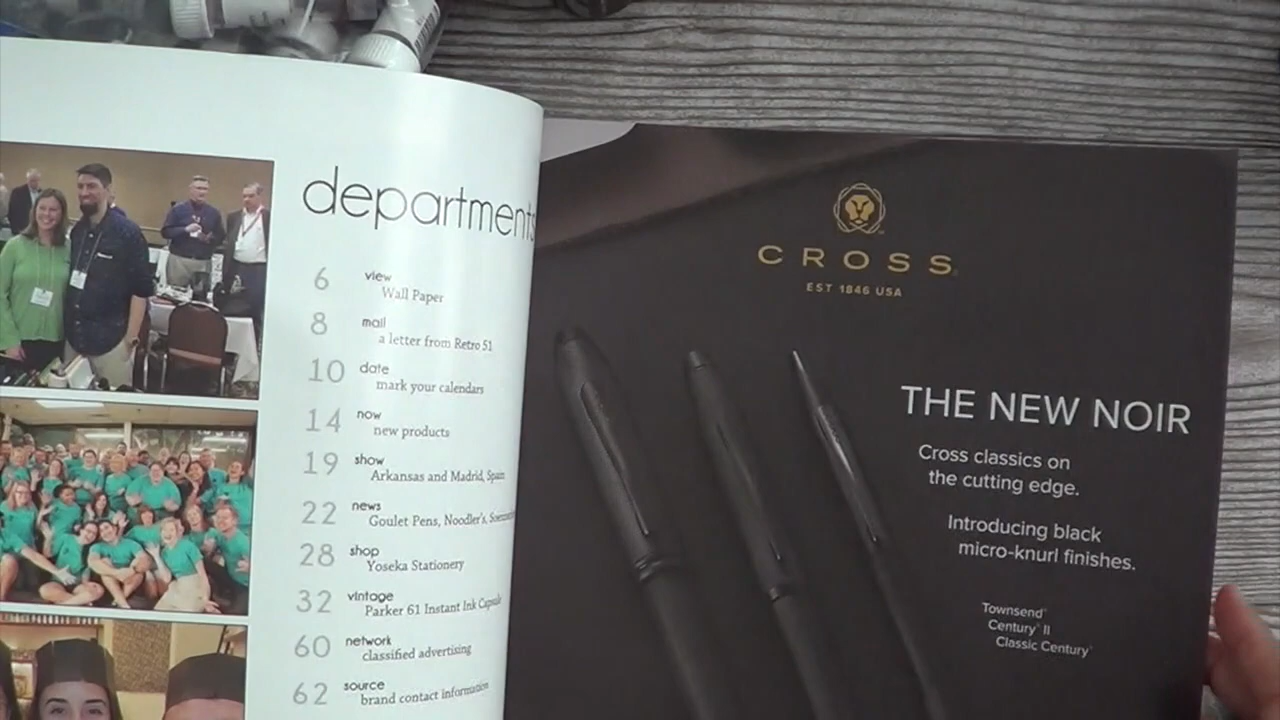 departments
6 view
Wall Paper
8 mail
a letter from Retro 51
10 date
mark your calendars
14 now
new products
19 show
Arkansas and Madrid, Spain
22 news
Goulet Pens, Noodler's,
28 shop
Yoseka Stationery
32 vintage
Parker 61 Instant Ink Capsule
60 network
classified advertising
62 source
brand contact information
CROSS
EST 1846 USA
THE NEW NOIR
Cross classics on
the cutting edge.
Introducing black
micro-knurl finishes.
Townsend®
Century® II
Classic Century®